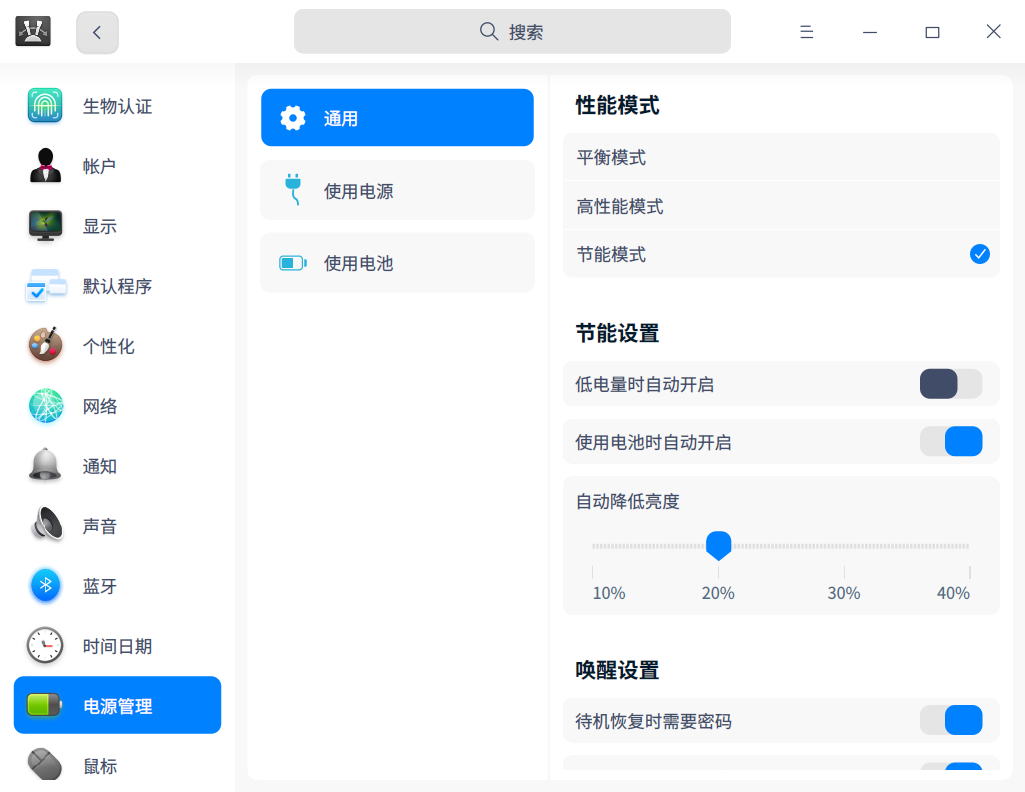 搜索
生物认证
帐户
显示
默认程序
个性化
网络
通知
声音
蓝牙
时间日期
电源管理
鼠标
通用
使用电源
使用电池
性能模式
平衡模式
高性能模式
节能模式
节能设置
低电量时自动开启
使用电池时自动开启
自动降低亮度
10% 20% 30% 40%
唤醒设置
待机恢复时需要密码